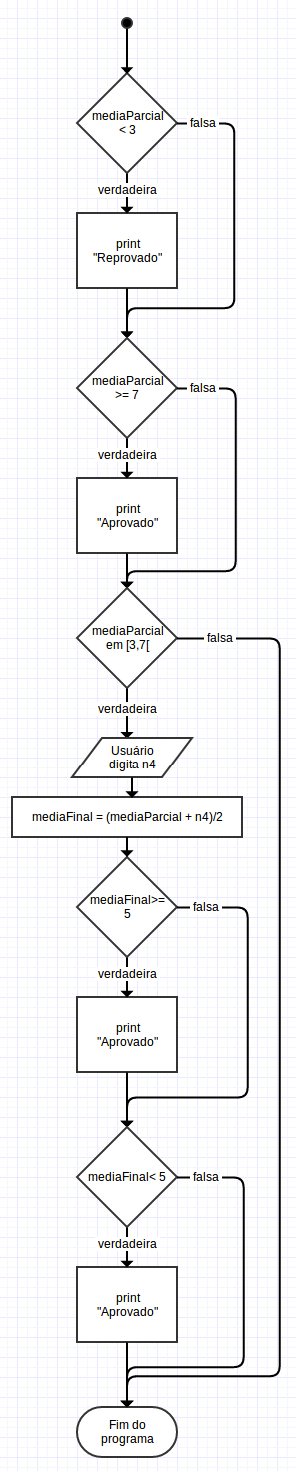 mediaParcial
< 3
falsa
verdadeira
print
"Reprovado"
mediaParcial
>= 7
falsa
verdadeira
print
"Aprovado"
mediaParcial
em [3,7[
falsa
verdadeira
Usuário
digita n4
mediaFinal = (mediaParcial + n4)/2
mediaFinal>=
5
falsa
verdadeira
print
"Aprovado"
mediaFinal< 5
falsa
verdadeira
print
"Aprovado"
Fim do
programa